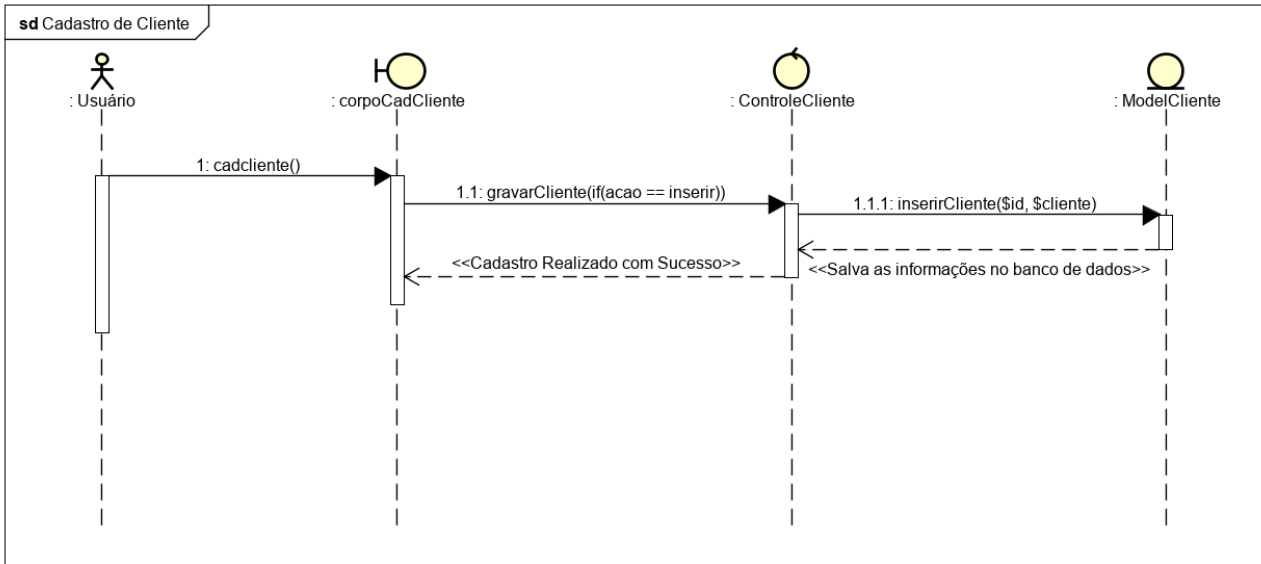 sd Cadastro de Cliente
: Usuário
: corpoCadCliente
: ControleCliente
: ModelCliente
1: cadcliente()
1.1: gravarCliente(if(acao == inserir))
1.1.1: inserirCliente($id, $cliente)
<<Cadastro Realizado com Sucesso>>
<<Salva as informações no banco de dados>>